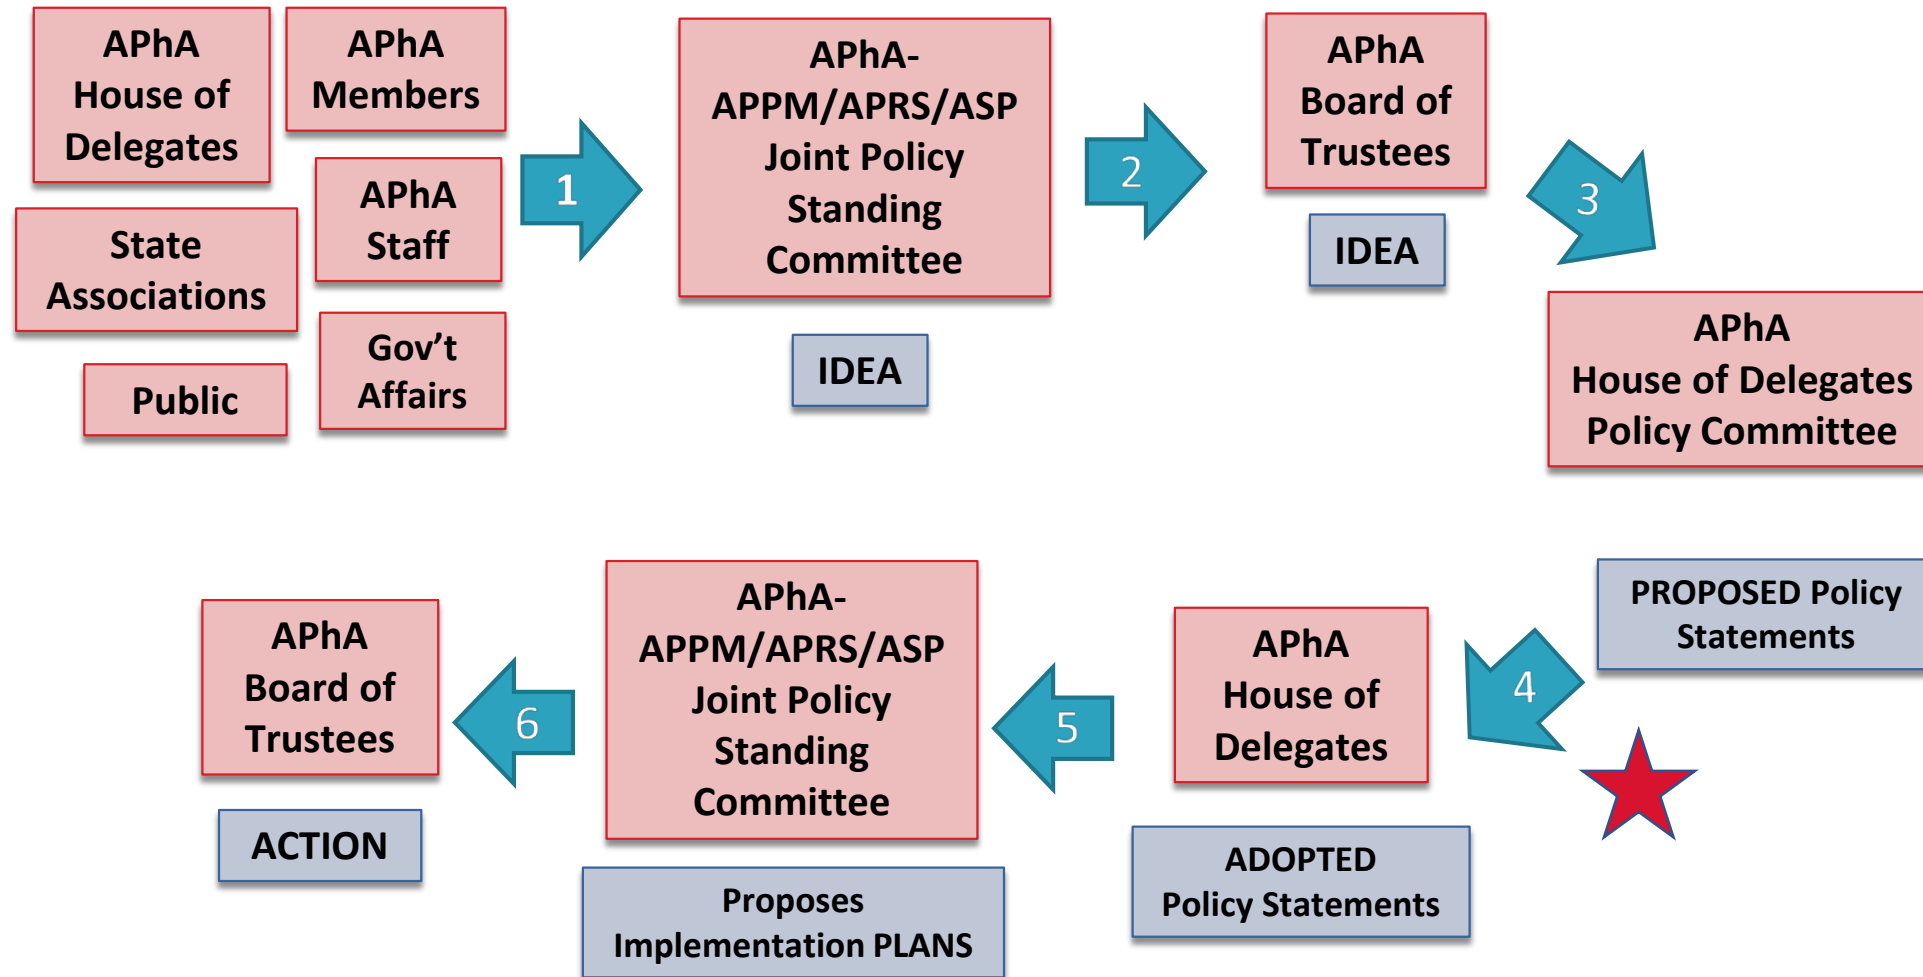 APhA
House of
Delegates
APhA
Members
State
Associations
APhA
Staff
Public
Gov’t
Affairs
1
APhA-
APPM/APRS/ASP
Joint Policy
Standing
Committee
IDEA
2
APhA
Board of
Trustees
IDEA
3
APhA
House of Delegates
Policy Committee
PROPOSED Policy
Statements
4
APhA
House of
Delegates
ADOPTED
Policy Statements
5
APhA-
APPM/APRS/ASP
Joint Policy
Standing
Committee
Proposes
Implementation PLANS
6
APhA
Board of
Trustees
ACTION